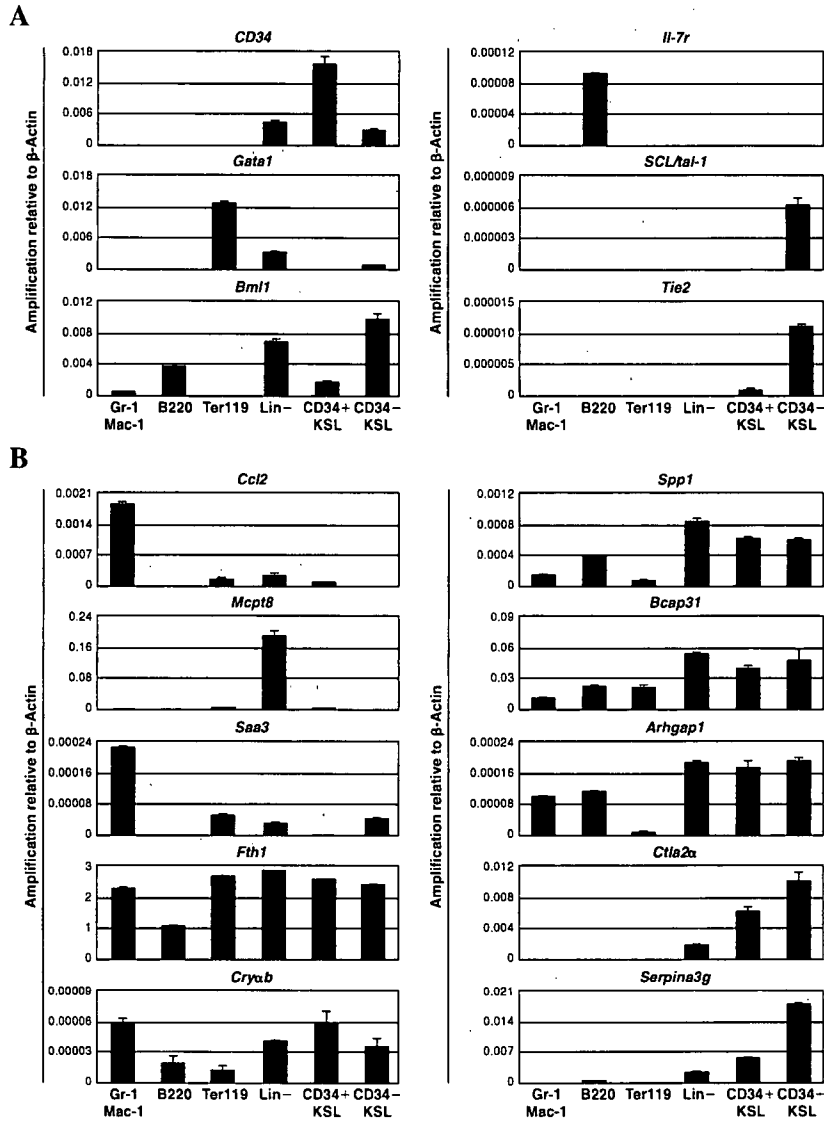 A
Amplification relative to β-Actin
CD34
0.018
0.012
0.006
0
Gata1
0.018
0.012
0.006
0
Bml1
0.012
0.008
0.004
0
Gr-1 Mac-1
B220
Ter119
Lin−
CD34+ KSL
CD34− KSL
Amplification relative to β-Actin
Il-7r
0.00012
0.00008
0.00004
0
SCL/tal-1
0.000009
0.000006
0.000003
0
Tie2
0.000015
0.000010
0.000005
0
Gr-1 Mac-1
B220
Ter119
Lin−
CD34+ KSL
CD34− KSL
B
Amplification relative to β-Actin
Ccl2
0.0021
0.0014
0.0007
0
Mcpt8
0.24
0.16
0.08
0
Saa3
0.00024
0.00016
0.00008
0
Fth1
3
2
1
0
Cryαb
0.00009
0.00006
0.00003
0
Gr-1 Mac-1
B220
Ter119
Lin−
CD34+ KSL
CD34− KSL
Amplification relative to β-Actin
Spp1
0.0012
0.0008
0.0004
0
Bcap31
0.09
0.06
0.03
0
Arhgap1
0.00024
0.00016
0.00008
0
Ctla2α
0.012
0.008
0.004
0
Serpina3g
0.021
0.014
0.007
0
Gr-1 Mac-1
B220
Ter119
Lin−
CD34+ KSL
CD34− KSL